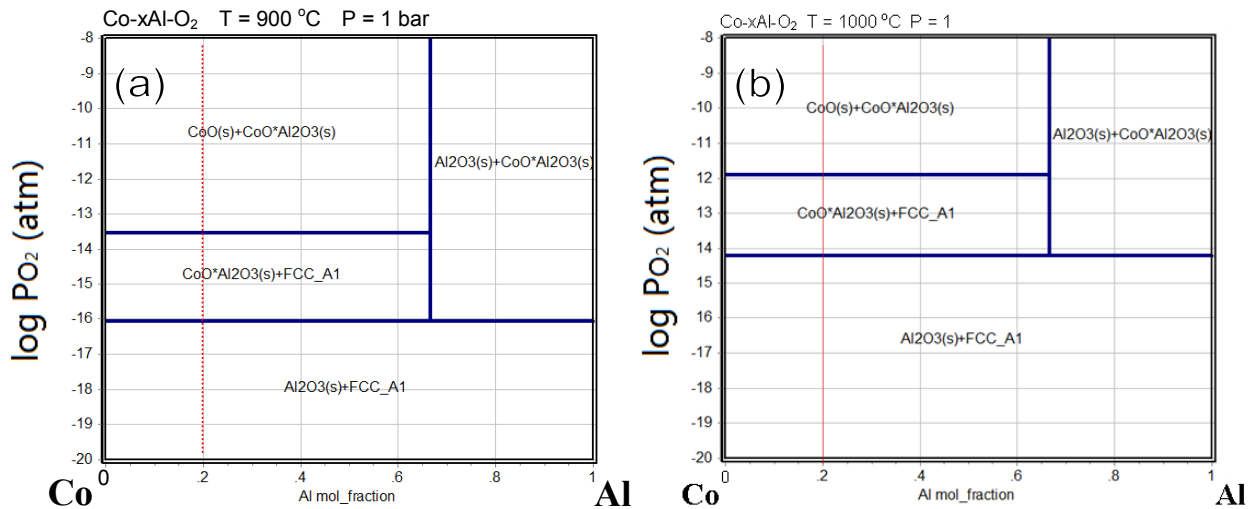 Co-xAl-O₂ T = 900 °C P = 1 bar
(a)
log PO₂ (atm)
-8
-9
-10
-11
-12
-13
-14
-15
-16
-17
-18
-19
-20
CoO(s)+CoO*Al2O3(s)
Al2O3(s)+CoO*Al2O3(s)
CoO*Al2O3(s)+FCC_A1
Al2O3(s)+FCC_A1
0 .2 .4 .6 .8 1
Co Al mol_fraction Al
Co-xAl-O₂ T = 1000 °C P = 1
(b)
log PO₂ (atm)
-8
-9
-10
-11
12
13
14
-15
-16
-17
-18
-19
-20
CoO(s)+CoO*Al2O3(s)
Al2O3(s)+CoO*Al2O3(s)
CoO*Al2O3(s)+FCC_A1
Al2O3(s)+FCC_A1
0 .2 .4 .6 .8 1
Co Al mol_fraction Al